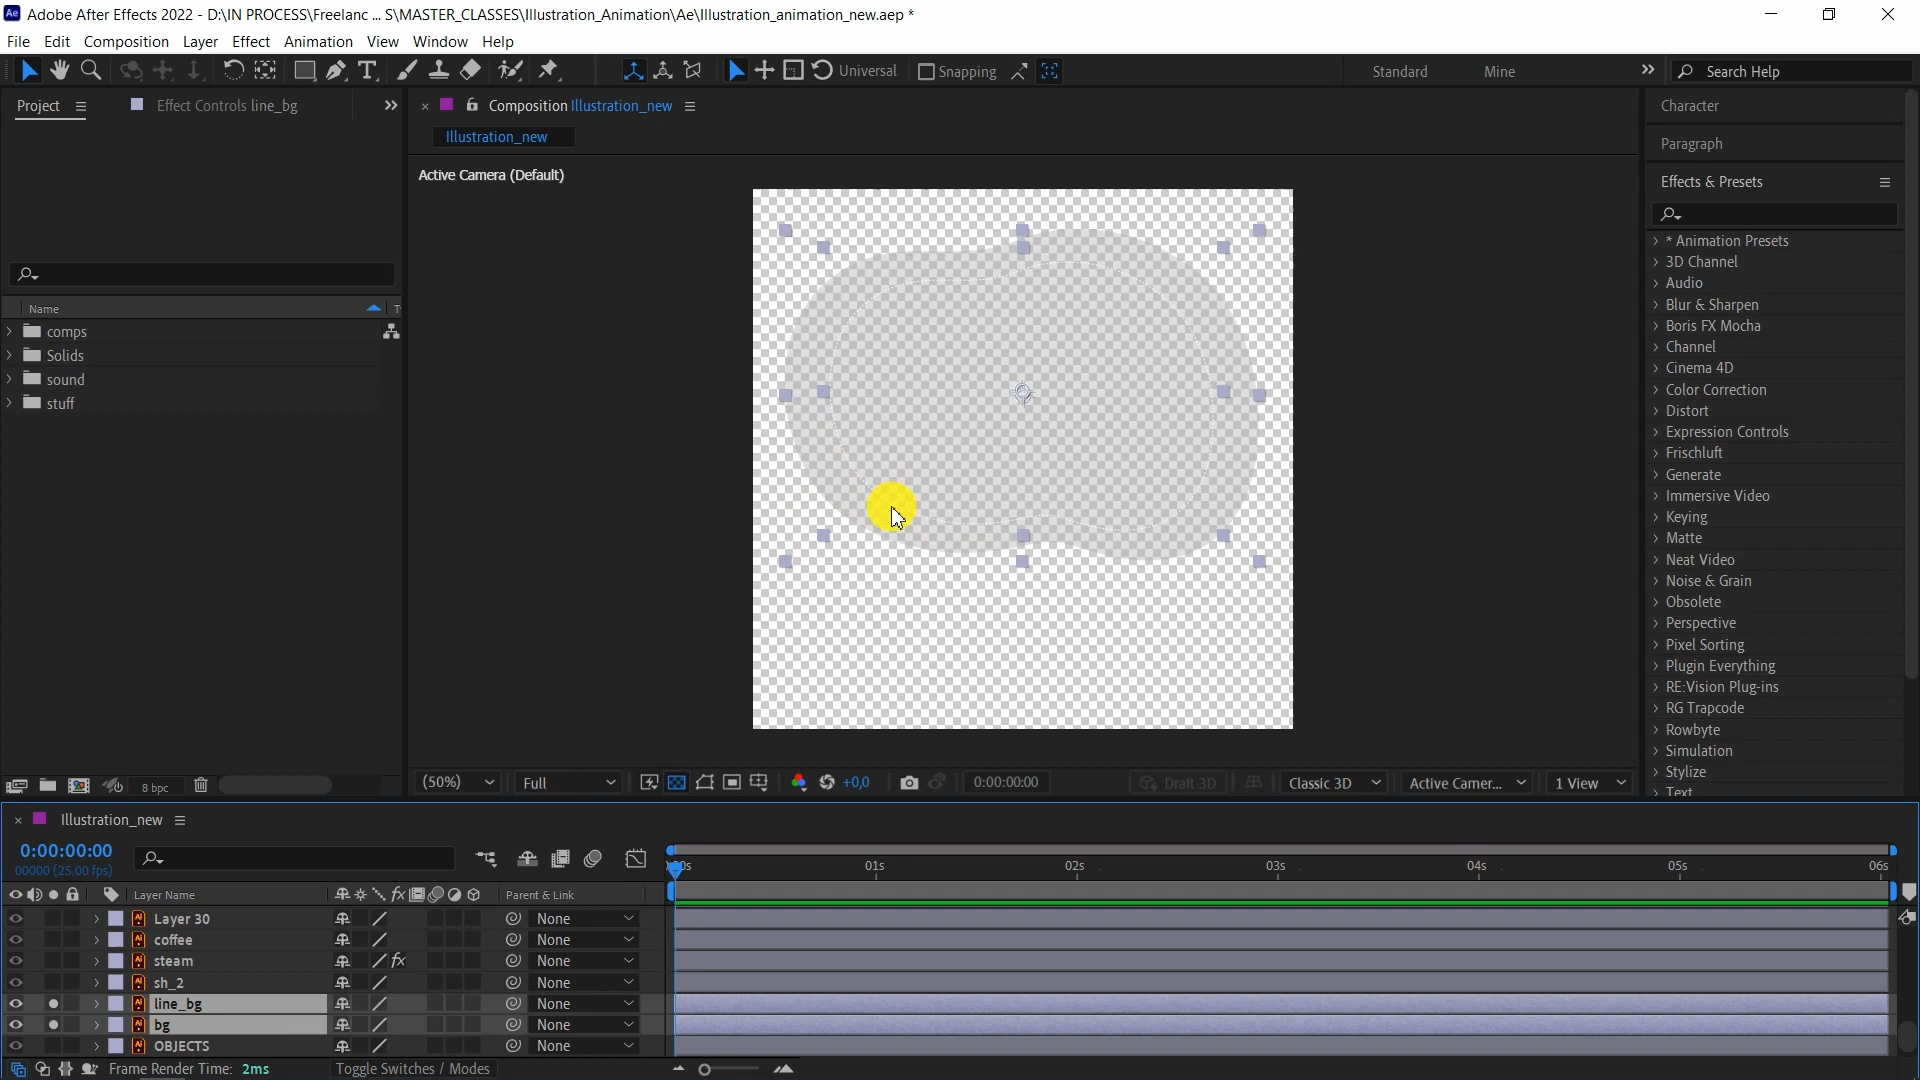 Adobe After Effects 2022 - D:\IN PROCESS\Freelanc ... S\MASTER_CLASSES\Illustration_Animation\Ae\Illustration_animation_new.aep *
File Edit Composition Layer Effect Animation View Window Help
Universal Snapping Standard Mine Search Help
Project Effect Controls line_bg
Composition Illustration_new
Illustration_new
Active Camera (Default)
Name
comps
Solids
sound
stuff
8 bpc
(50%) Full +0,0 0:00:00:00 Draft 3D Classic 3D Active Camer... 1 View
Character
Paragraph
Effects & Presets
* Animation Presets
3D Channel
Audio
Blur & Sharpen
Boris FX Mocha
Channel
Cinema 4D
Color Correction
Distort
Expression Controls
Frischluft
Generate
Immersive Video
Keying
Matte
Neat Video
Noise & Grain
Obsolete
Perspective
Pixel Sorting
Plugin Everything
RE:Vision Plug-ins
RG Trapcode
Rowbyte
Simulation
Stylize
Text
Illustration_new
0:00:00:00
00000 (25.00 fps)
01s 02s 03s 04s 05s 06s
Layer Name Parent & Link
Layer 30 None
coffee None
steam fx None
sh_2 None
line_bg None
bg None
OBJECTS None
Frame Render Time: 2ms Toggle Switches / Modes